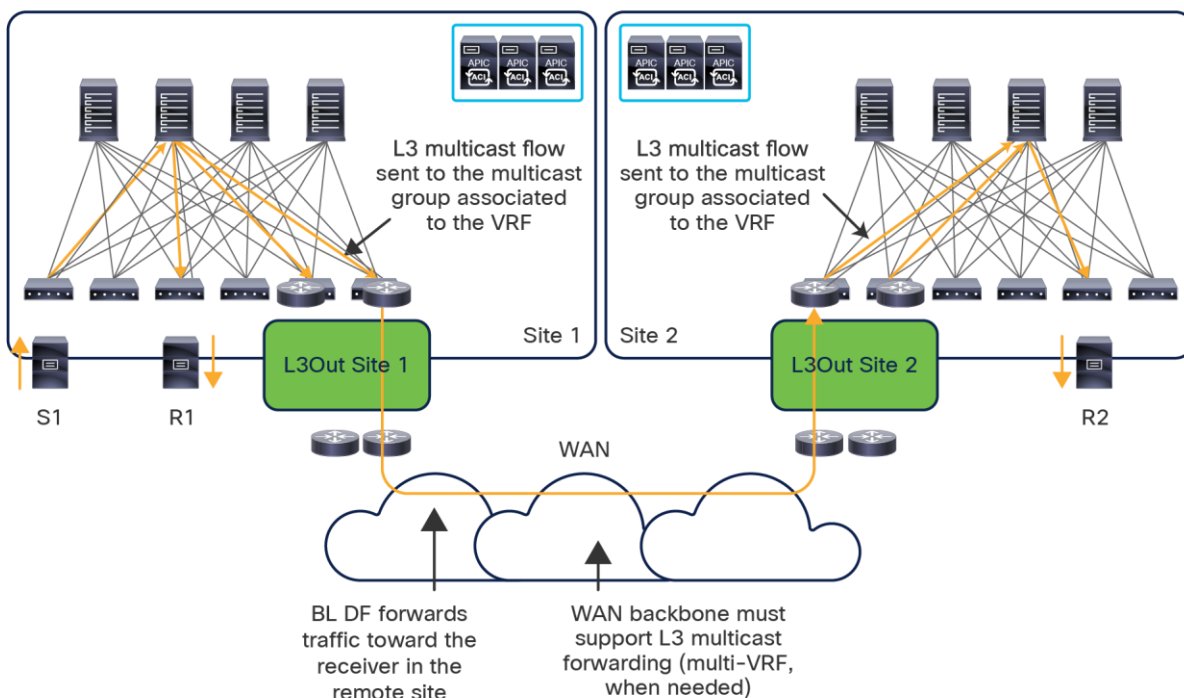 APIC
ACI
APIC
ACI
APIC
ACI
APIC
ACI
APIC
ACI
APIC
ACI
L3 multicast flow
sent to the multicast
group associated
to the VRF
L3 multicast flow
sent to the multicast
group associated
to the VRF
Site 1
Site 2
L3Out Site 1
L3Out Site 2
S1
R1
R2
WAN
BL DF forwards
traffic toward the
receiver in the
remote site
WAN backbone must
support L3 multicast
forwarding (multi-VRF,
when needed)